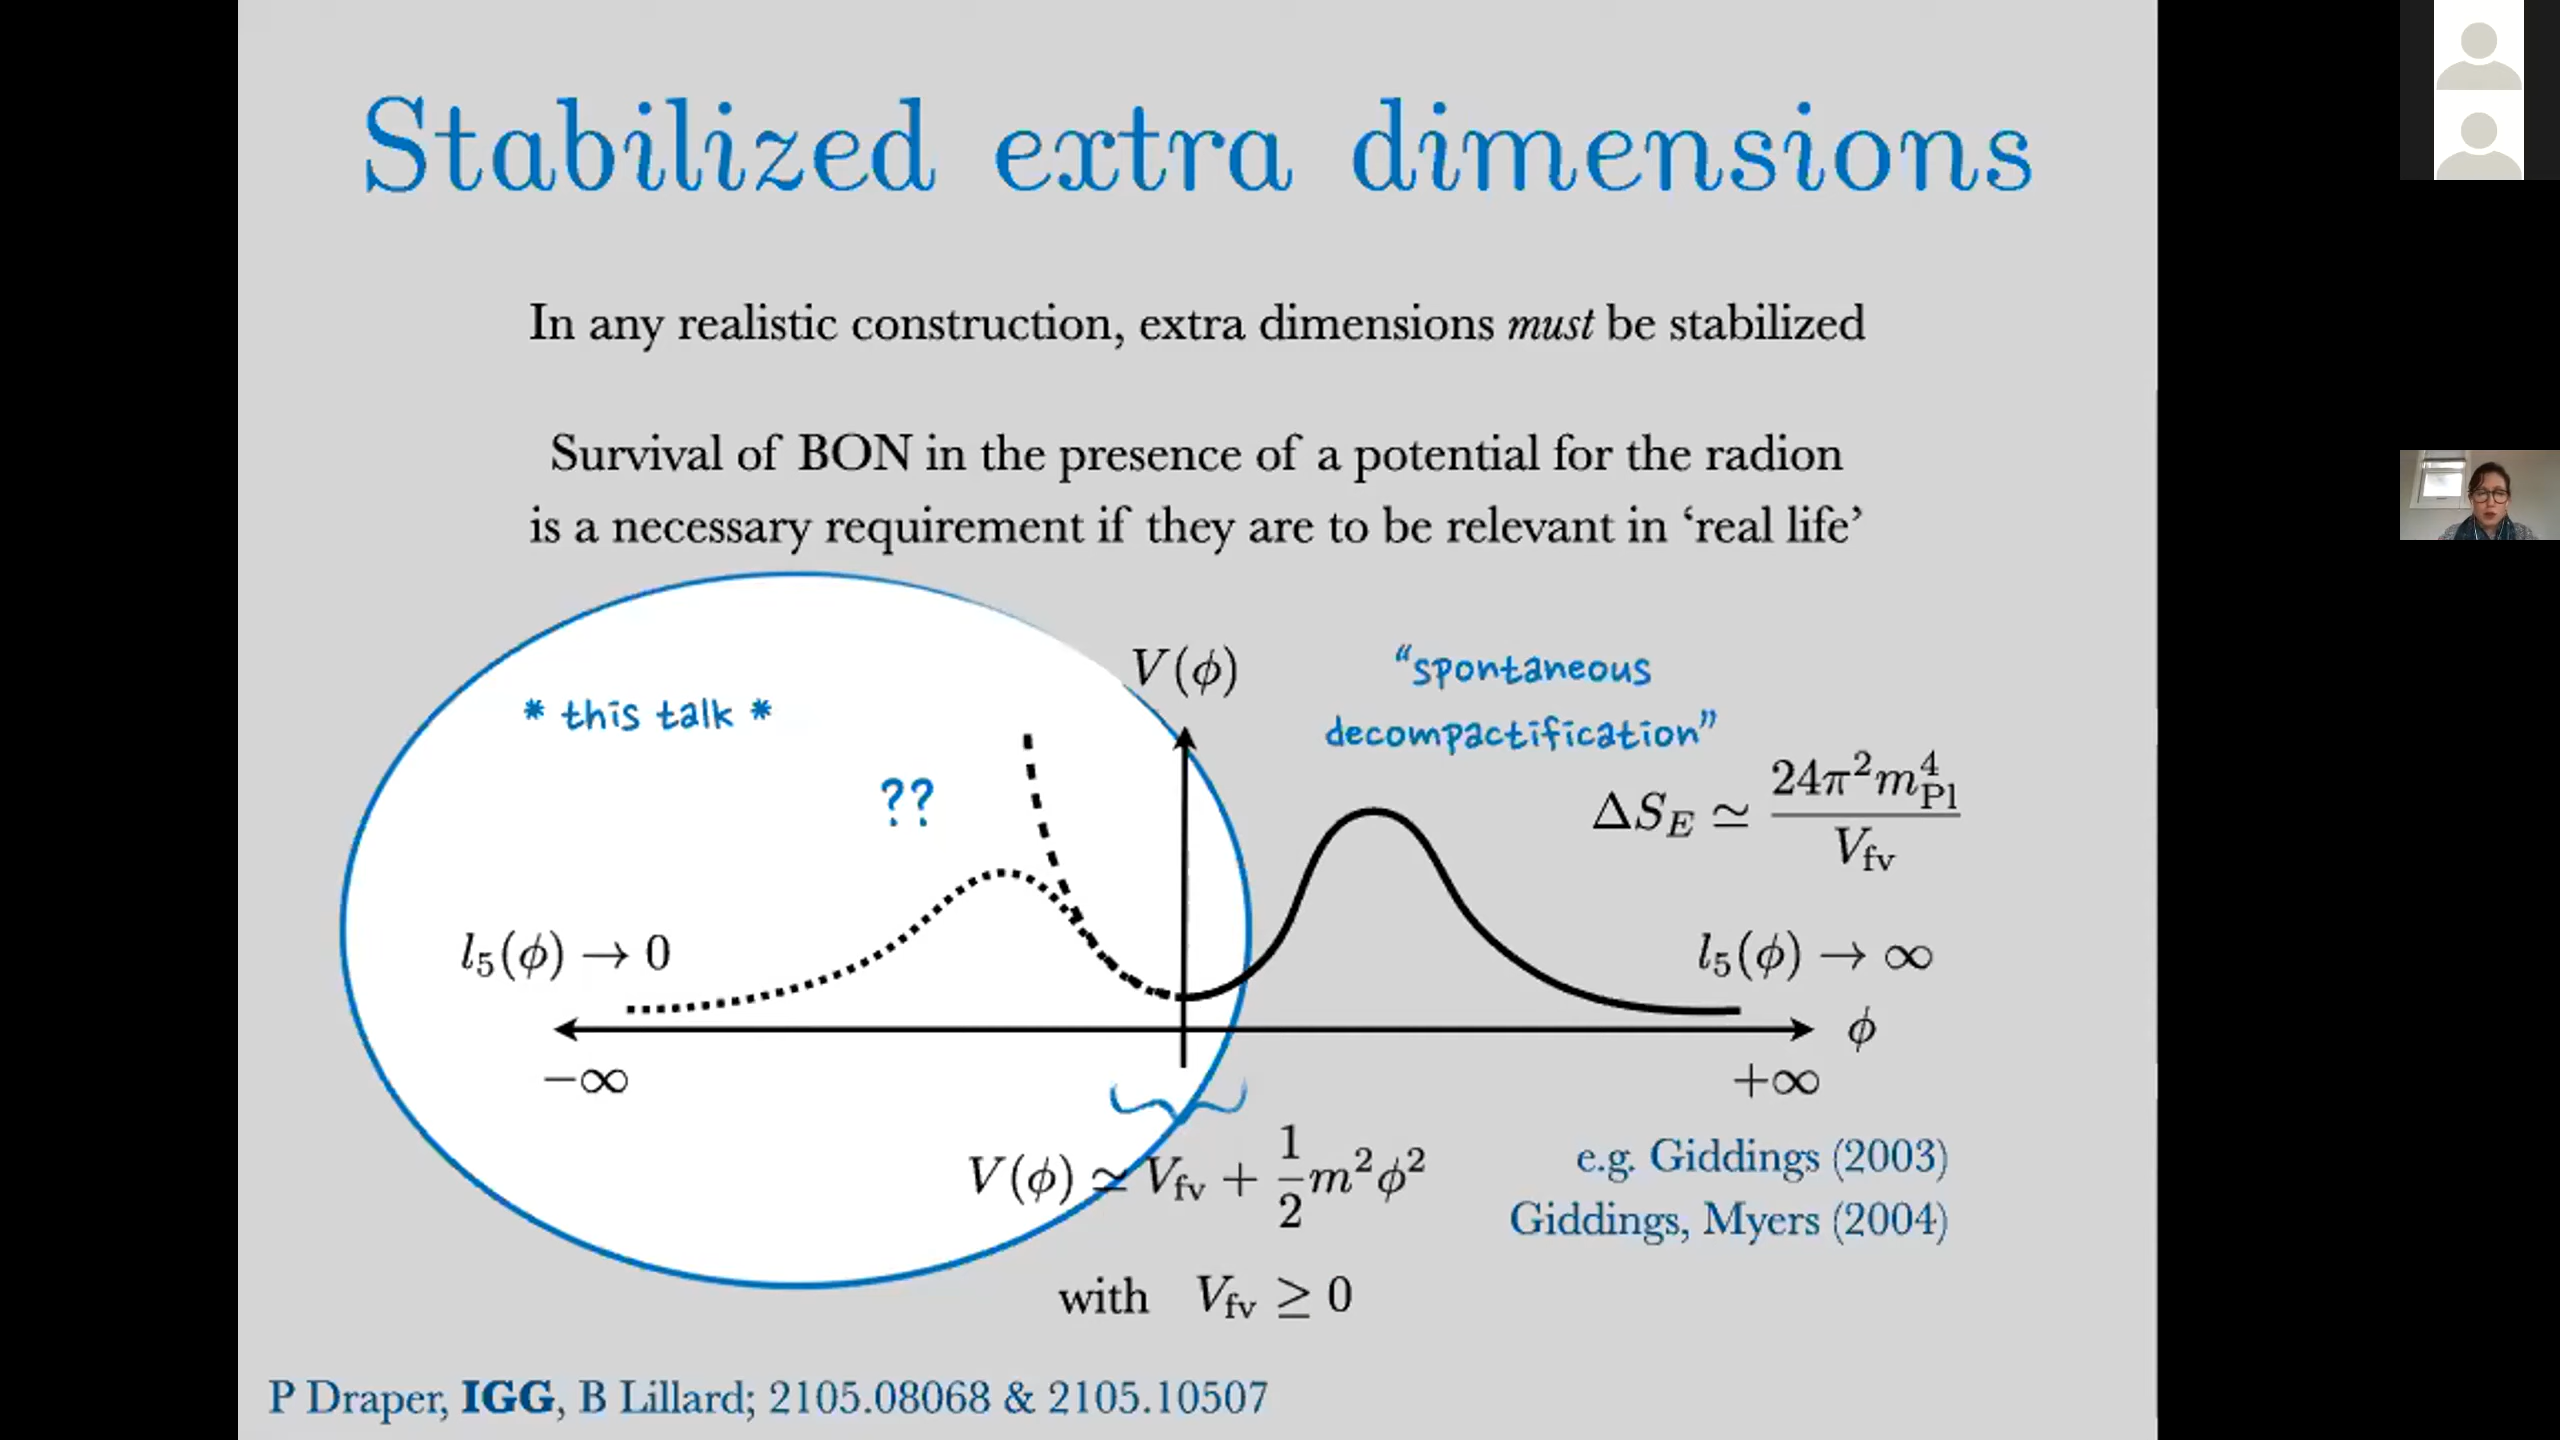 Stabilized extra dimensions
In any realistic construction, extra dimensions must be stabilized
Survival of BON in the presence of a potential for the radion
is a necessary requirement if they are to be relevant in ‘real life’
* this talk *
??
V(ϕ)
“spontaneous
decompactification”
ΔS_E ≃ 24π²m⁴_Pl / V_fv
l₅(ϕ) → 0
l₅(ϕ) → ∞
ϕ
−∞
+∞
V(ϕ) ≃ V_fv + 1/2 m²ϕ²
with V_fv ≥ 0
e.g. Giddings (2003)
Giddings, Myers (2004)
P Draper, IGG, B Lillard; 2105.08068 & 2105.10507